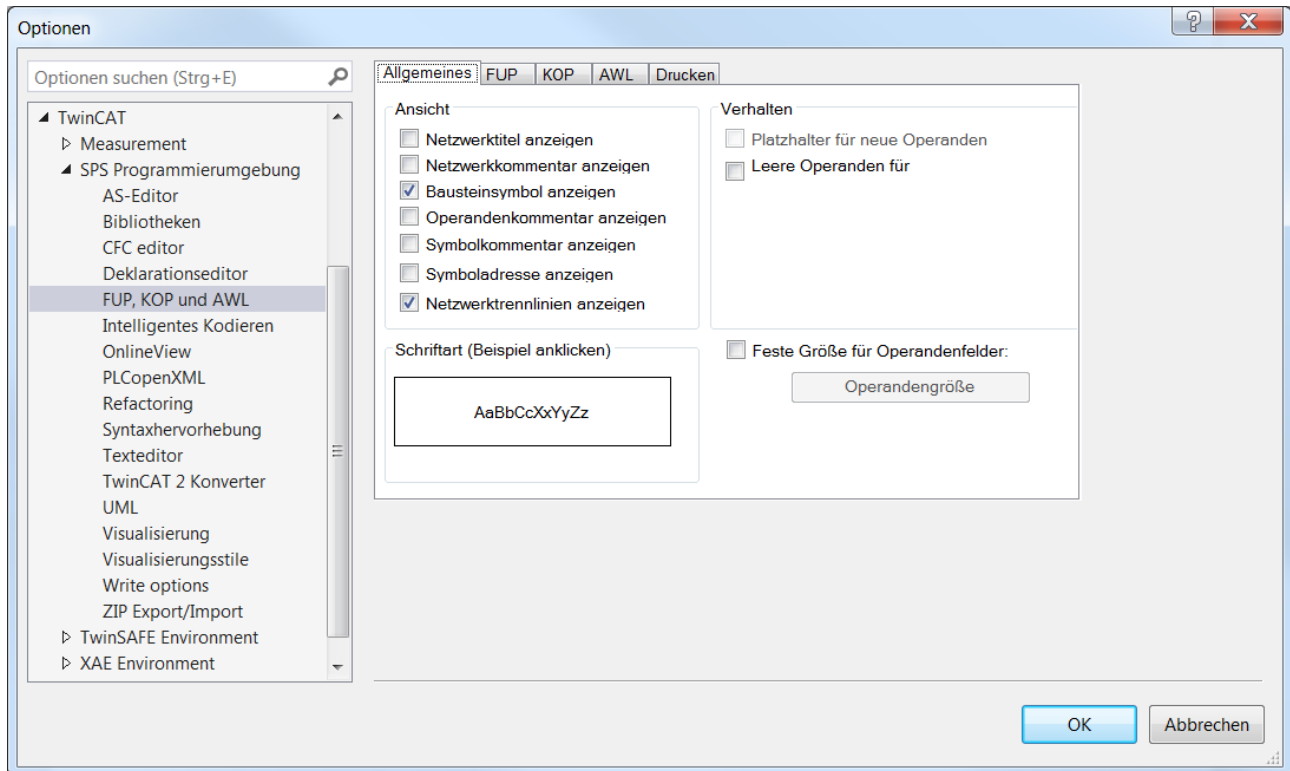 Optionen
Optionen suchen (Strg+E)
TwinCAT
Measurement
SPS Programmierumgebung
AS-Editor
Bibliotheken
CFC editor
Deklarationseditor
FUP, KOP und AWL
Intelligentes Kodieren
OnlineView
PLCopenXML
Refactoring
Syntaxhervorhebung
Texteditor
TwinCAT 2 Konverter
UML
Visualisierung
Visualisierungsstile
Write options
ZIP Export/Import
TwinSAFE Environment
XAE Environment
Allgemeines FUP KOP AWL Drucken
Ansicht
Netzwerktitel anzeigen
Netzwerkkommentar anzeigen
Bausteinsymbol anzeigen
Operandenkommentar anzeigen
Symbolkommentar anzeigen
Symboladresse anzeigen
Netzwerktrennlinien anzeigen
Verhalten
Platzhalter für neue Operanden
Leere Operanden für
Schriftart (Beispiel anklicken)
AaBbCcXxYyZz
Feste Größe für Operandenfelder:
Operandengröße
OK
Abbrechen